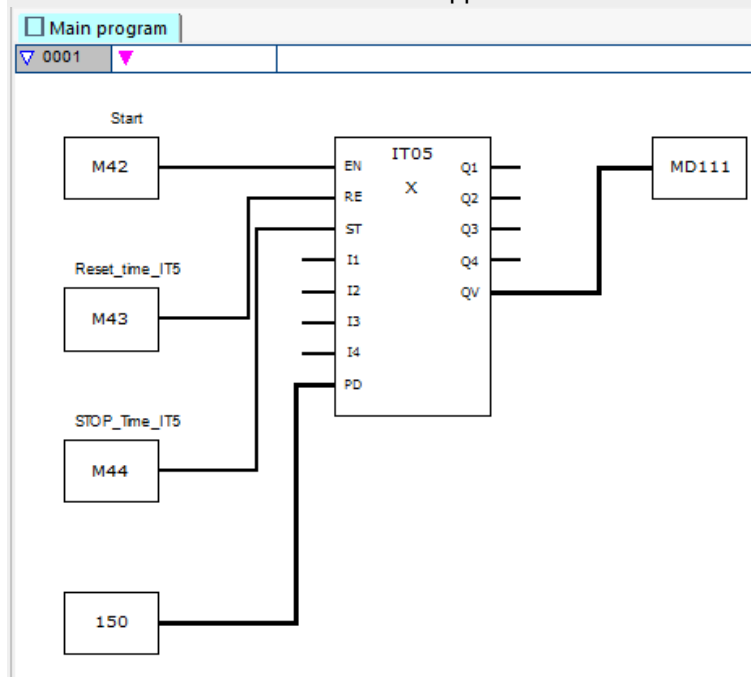 Main program
0001
Start
M42
Reset_time_IT5
M43
STOP_Time_IT5
M44
150
IT05
X
EN
RE
ST
I1
I2
I3
I4
PD
Q1
Q2
Q3
Q4
QV
MD111